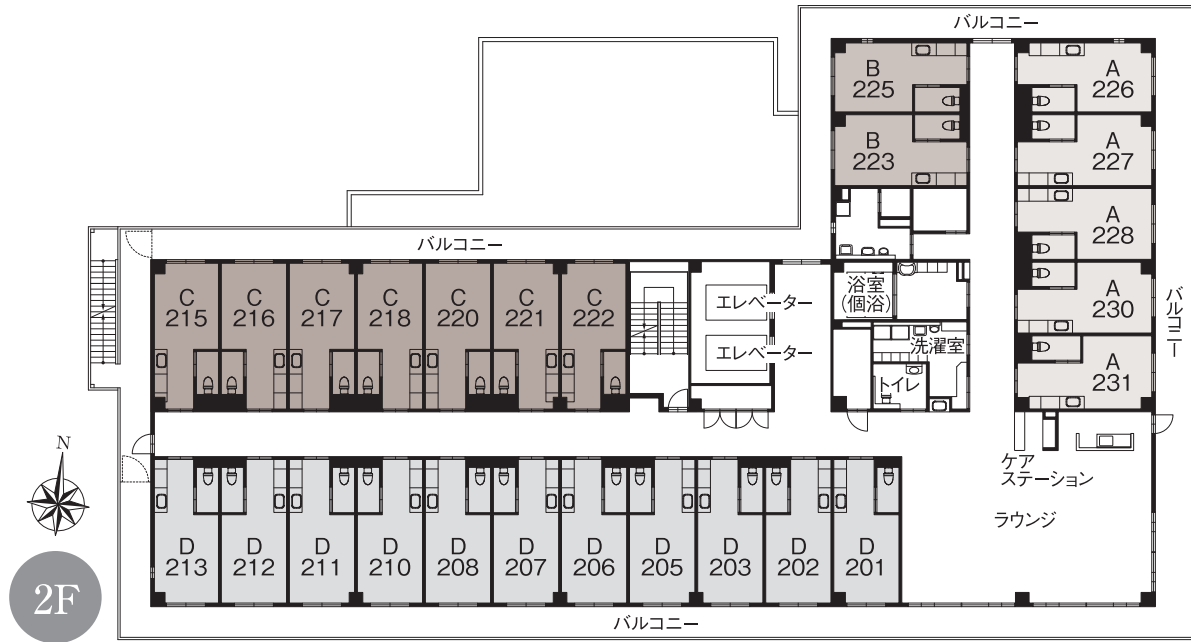 バルコニー
B
225
A
226
B
223
A
227
A
228
バルコニー
C
215
C
216
C
217
C
218
C
220
C
221
C
222
エレベーター
エレベーター
浴室
(個浴)
A
230
バルコニー
洗濯室
トイレ
A
231
N
ケア
ステーション
ラウンジ
D
213
D
212
D
211
D
210
D
208
D
207
D
206
D
205
D
203
D
202
D
201
2F
バルコニー